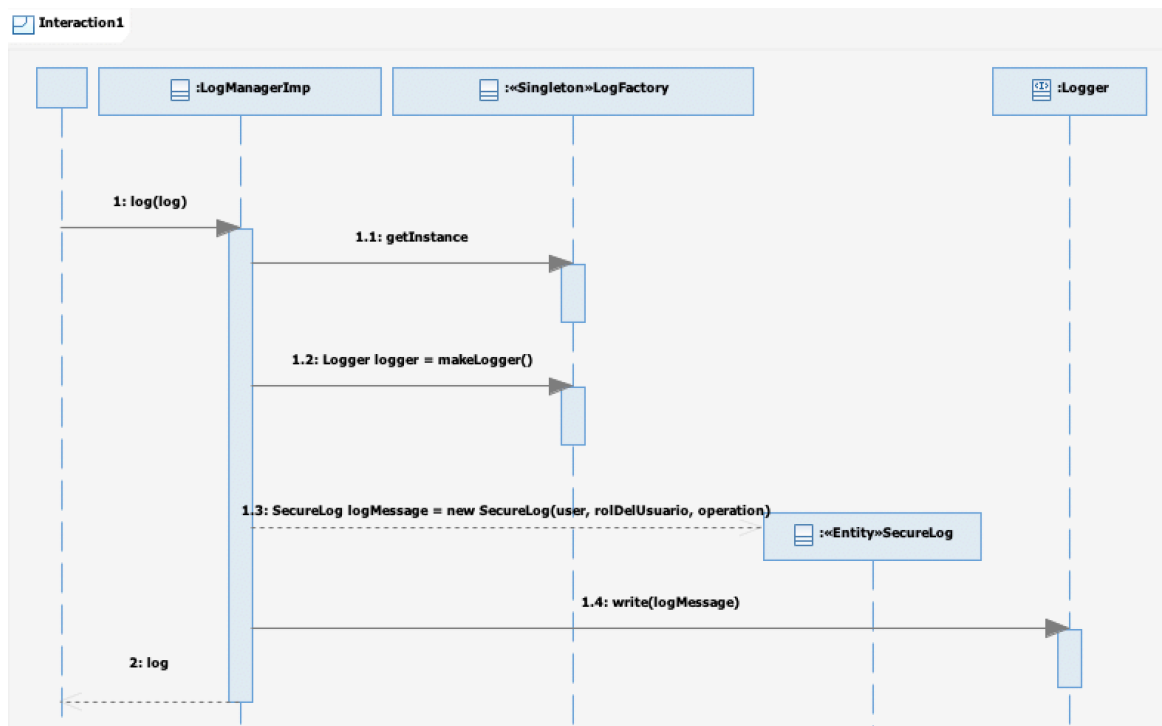 Interaction1
:LogManagerImp
:«Singleton»LogFactory
:Logger
1: log(log)
1.1: getInstance
1.2: Logger logger = makeLogger()
1.3: SecureLog logMessage = new SecureLog(user, rolDelUsuario, operation)
:«Entity»SecureLog
1.4: write(logMessage)
2: log